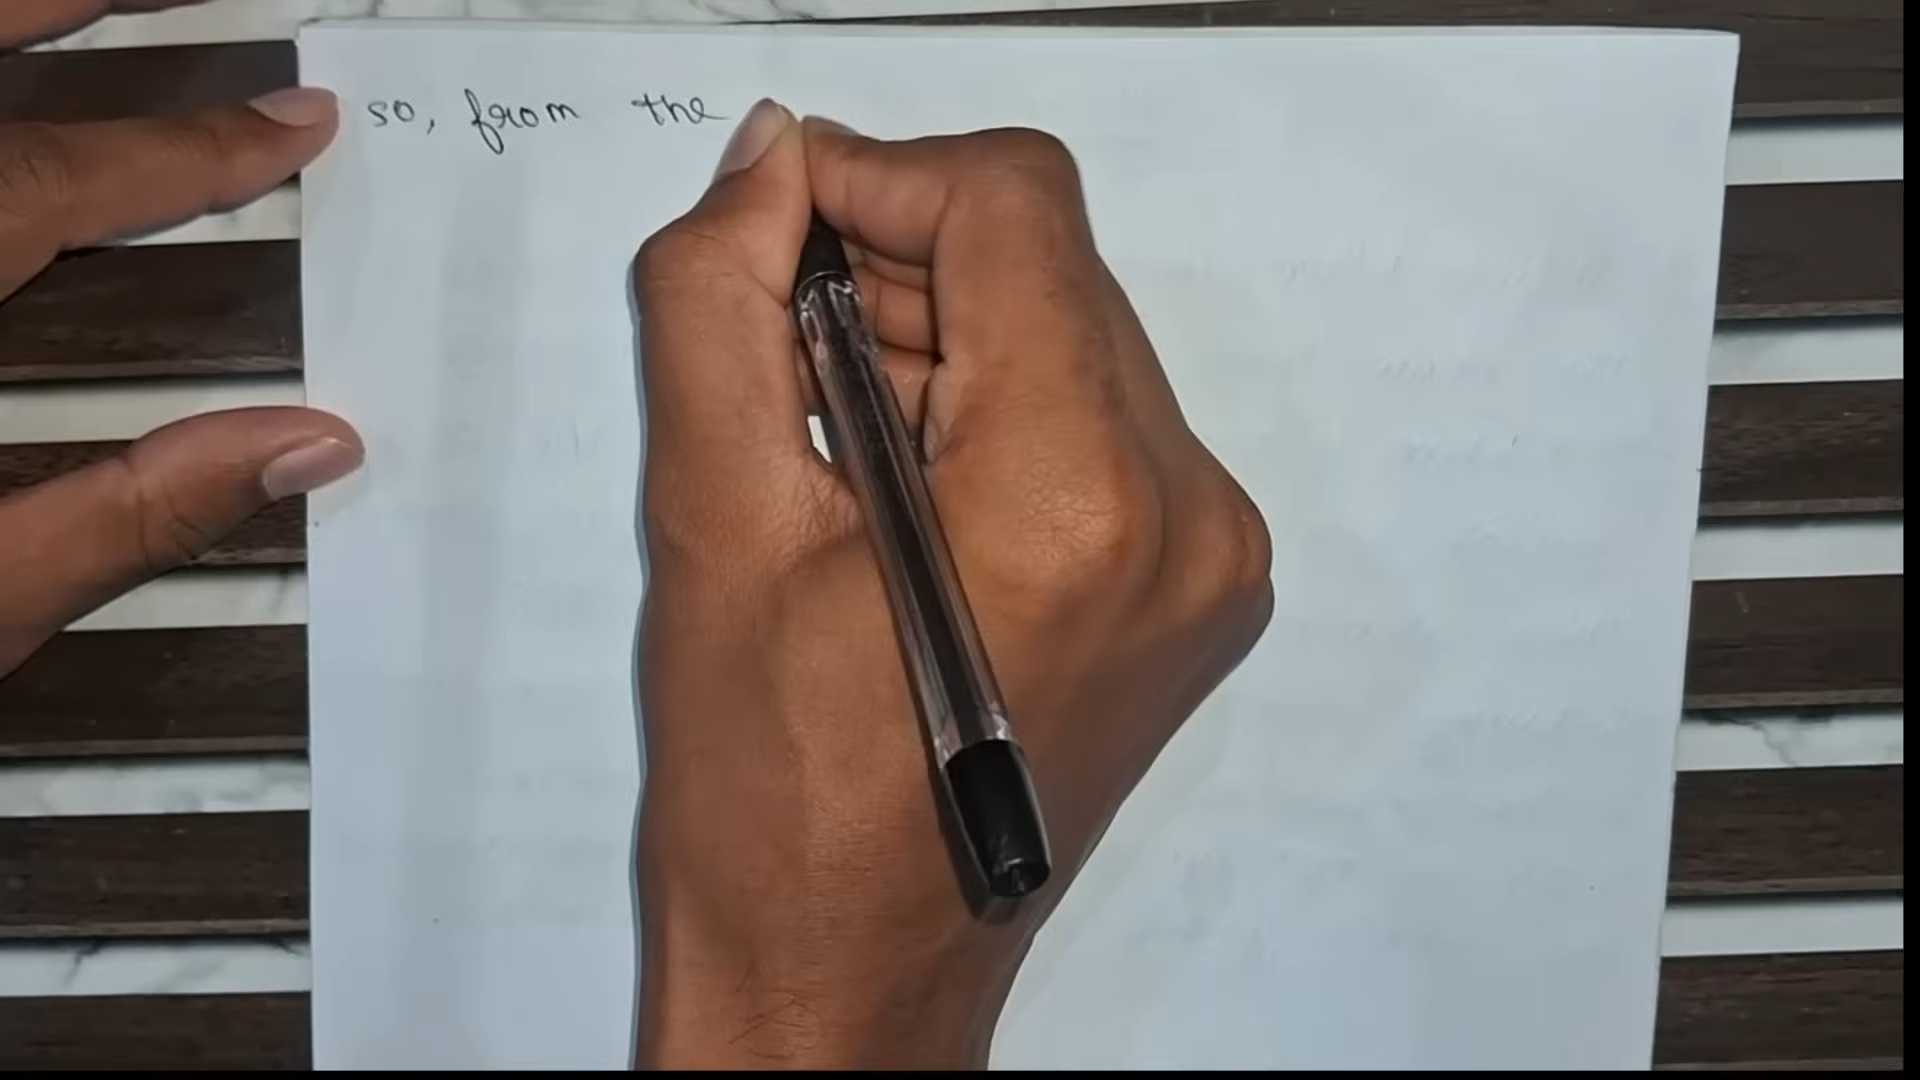 so, from the